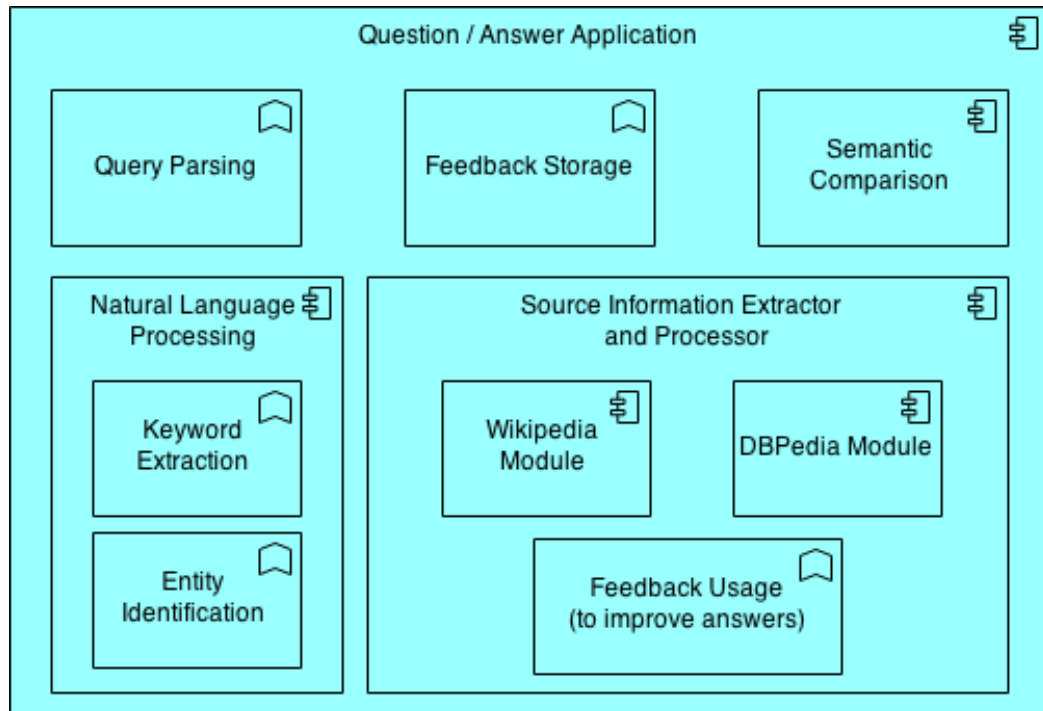 Question / Answer Application
Query Parsing
Feedback Storage
Semantic
Comparison
Natural Language
Processing
Keyword
Extraction
Entity
Identification
Source Information Extractor
and Processor
Wikipedia
Module
DBPedia Module
Feedback Usage
(to improve answers)